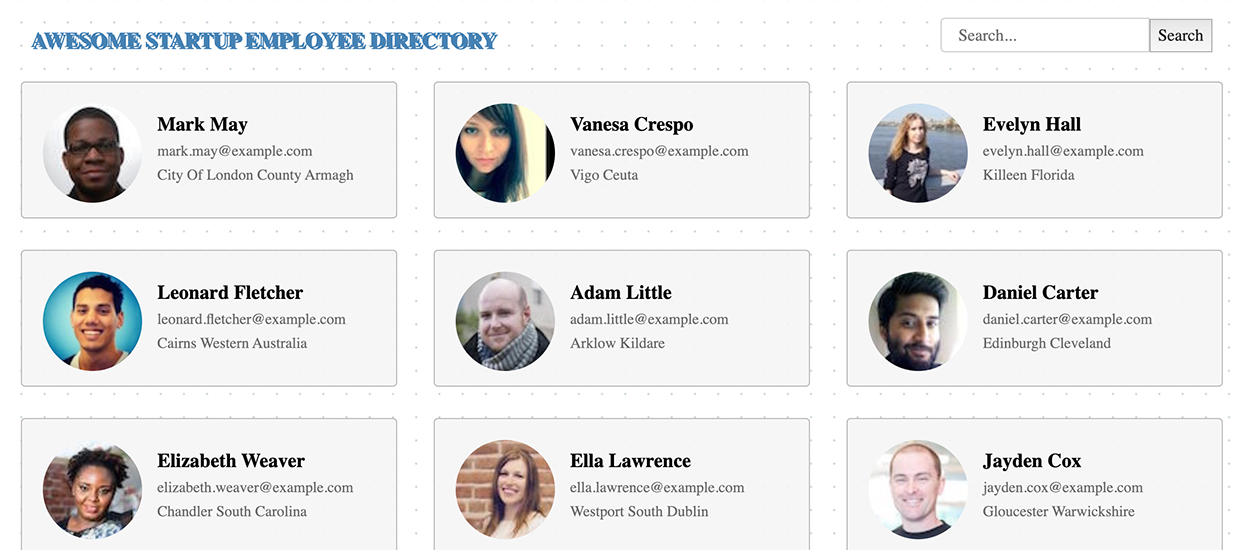 AWESOME STARTUP EMPLOYEE DIRECTORY
Search...
Search
Mark May
mark.may@example.com
City Of London County Armagh
Vanesa Crespo
vanesa.crespo@example.com
Vigo Ceuta
Evelyn Hall
evelyn.hall@example.com
Killeen Florida
Leonard Fletcher
leonard.fletcher@example.com
Cairns Western Australia
Adam Little
adam.little@example.com
Arklow Kildare
Daniel Carter
daniel.carter@example.com
Edinburgh Cleveland
Elizabeth Weaver
elizabeth.weaver@example.com
Chandler South Carolina
Ella Lawrence
ella.lawrence@example.com
Westport South Dublin
Jayden Cox
jayden.cox@example.com
Gloucester Warwickshire